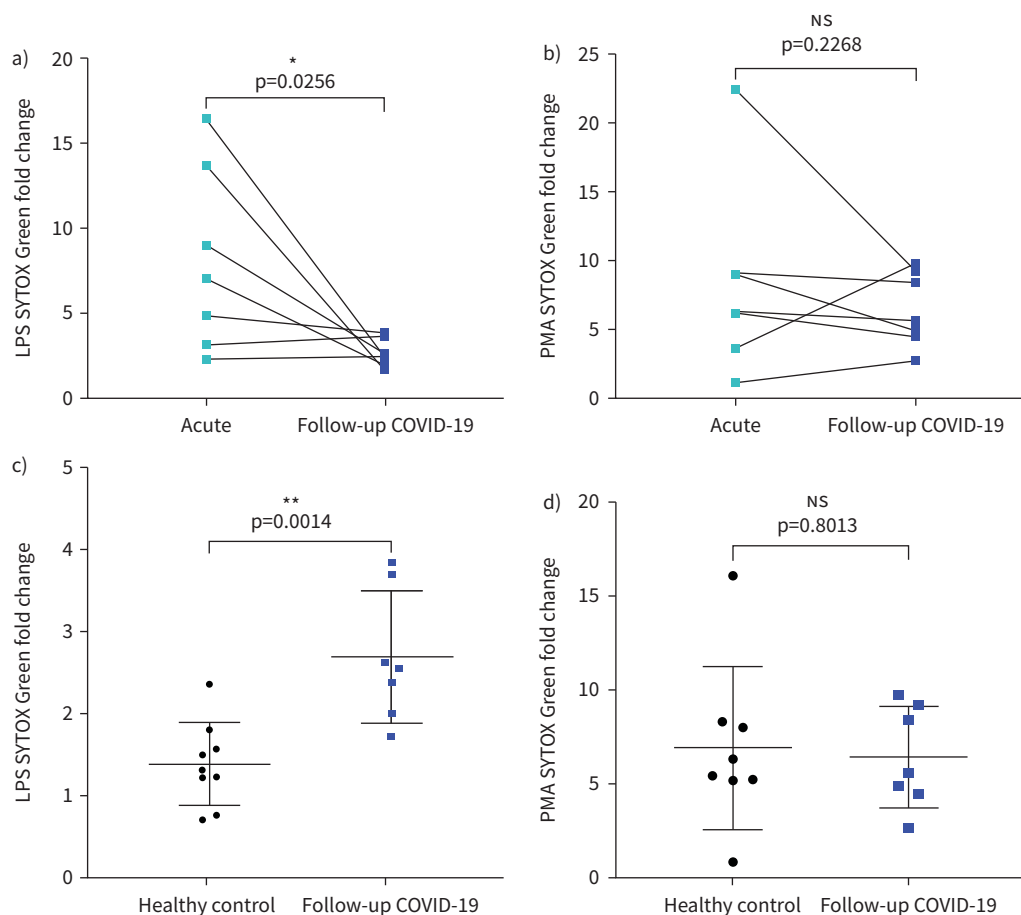 a)
LPS SYTOX Green fold change
20
15
10
5
0
*
p=0.0256
Acute
Follow-up COVID-19
b)
PMA SYTOX Green fold change
25
20
15
10
5
0
NS
p=0.2268
Acute
Follow-up COVID-19
c)
LPS SYTOX Green fold change
5
4
3
2
1
0
**
p=0.0014
Healthy control
Follow-up COVID-19
d)
PMA SYTOX Green fold change
20
15
10
5
0
NS
p=0.8013
Healthy control
Follow-up COVID-19